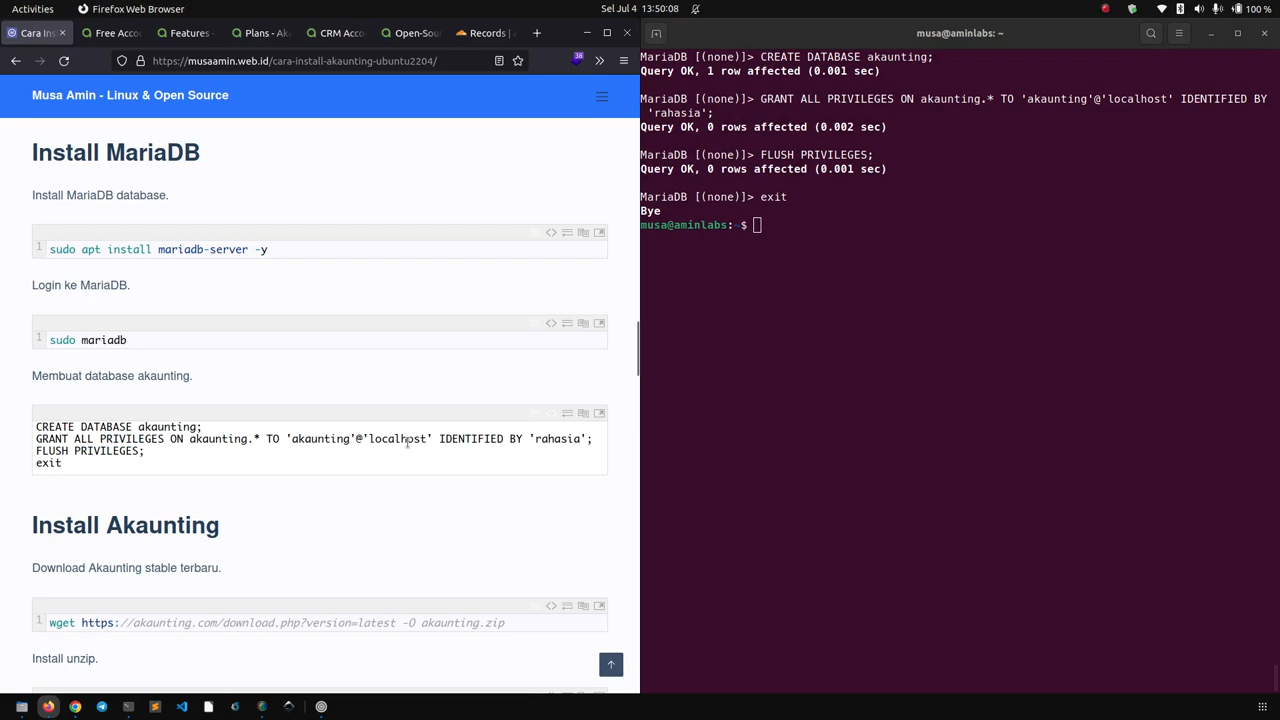 Activities
Firefox Web Browser
Sel Jul 4 13:50:08
100 %
Cara Ins
Free Acco
Features -
Plans - Ak
CRM Acco
Open-Sou
Records |
https://musaamin.web.id/cara-install-akaunting-ubuntu2204/
38
Musa Amin - Linux & Open Source
Install MariaDB
Install MariaDB database.
1 sudo apt install mariadb-server -y
Login ke MariaDB.
1 sudo mariadb
Membuat database akaunting.
CREATE DATABASE akaunting;
GRANT ALL PRIVILEGES ON akaunting.* TO 'akaunting'@'localhost' IDENTIFIED BY 'rahasia';
FLUSH PRIVILEGES;
exit
Install Akaunting
Download Akaunting stable terbaru.
1 wget https://akaunting.com/download.php?version=latest -O akaunting.zip
Install unzip.
musa@aminlabs: ~
MariaDB [(none)]> CREATE DATABASE akaunting;
Query OK, 1 row affected (0.001 sec)
MariaDB [(none)]> GRANT ALL PRIVILEGES ON akaunting.* TO 'akaunting'@'localhost' IDENTIFIED BY
'rahasia';
Query OK, 0 rows affected (0.002 sec)
MariaDB [(none)]> FLUSH PRIVILEGES;
Query OK, 0 rows affected (0.001 sec)
MariaDB [(none)]> exit
Bye
musa@aminlabs:~$